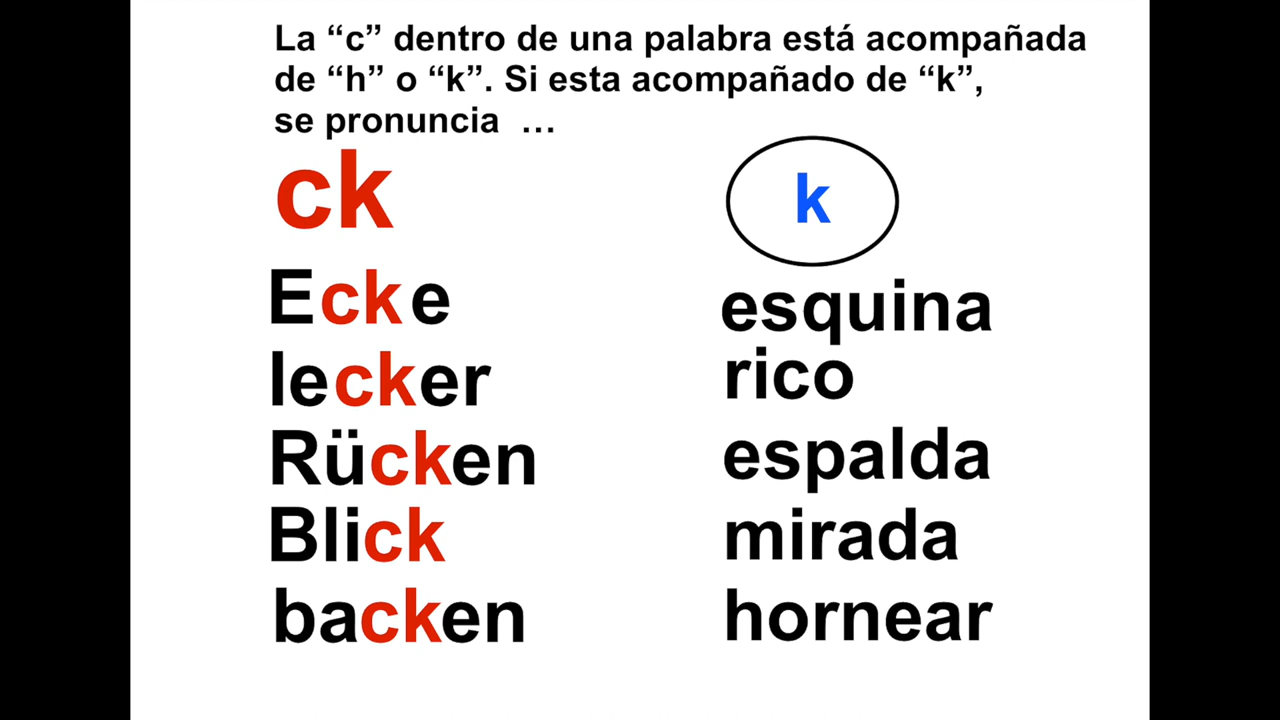 La “c” dentro de una palabra está acompañada
de “h” o “k”. Si esta acompañado de “k”,
se pronuncia …
ck k
Ecke esquina
lecker rico
Rücken espalda
Blick mirada
backen hornear